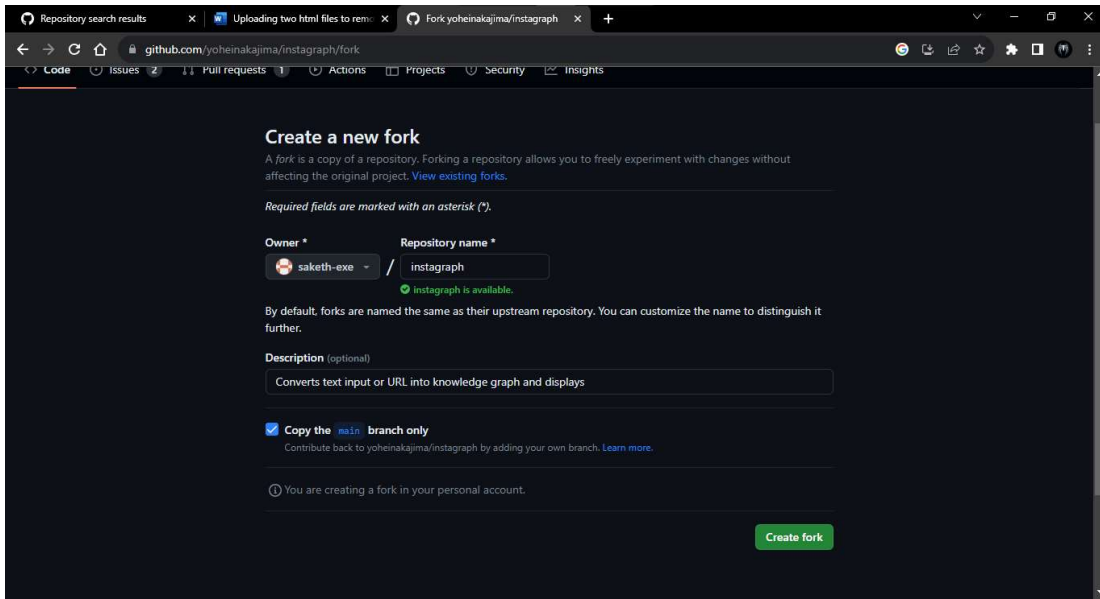 Repository search results
Uploading two html files to remo
Fork yoheinakajima/instagraph
github.com/yoheinakajima/instagraph/fork
Code Issues 2 Pull requests 1 Actions Projects Security Insights
Create a new fork
A fork is a copy of a repository. Forking a repository allows you to freely experiment with changes without
affecting the original project. View existing forks.
Required fields are marked with an asterisk (*).
Owner * Repository name *
saketh-exe / instagraph
instagraph is available.
By default, forks are named the same as their upstream repository. You can customize the name to distinguish it
further.
Description (optional)
Converts text input or URL into knowledge graph and displays
Copy the main branch only
Contribute back to yoheinakajima/instagraph by adding your own branch. Learn more.
You are creating a fork in your personal account.
Create fork